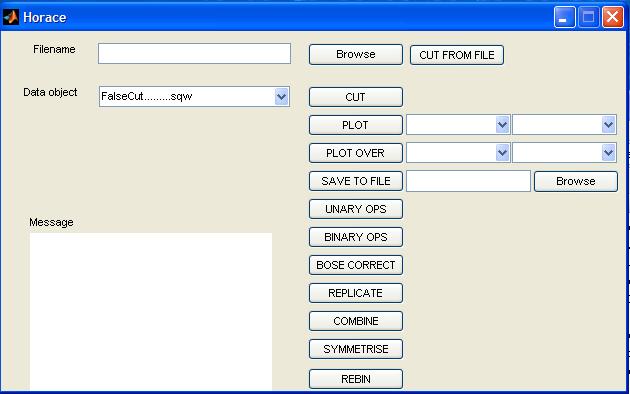 Horace
Filename Browse CUT FROM FILE
Data object FalseCut.........sqw CUT
PLOT
PLOT OVER
SAVE TO FILE Browse
UNARY OPS
Message
BINARY OPS
BOSE CORRECT
REPLICATE
COMBINE
SYMMETRISE
REBIN